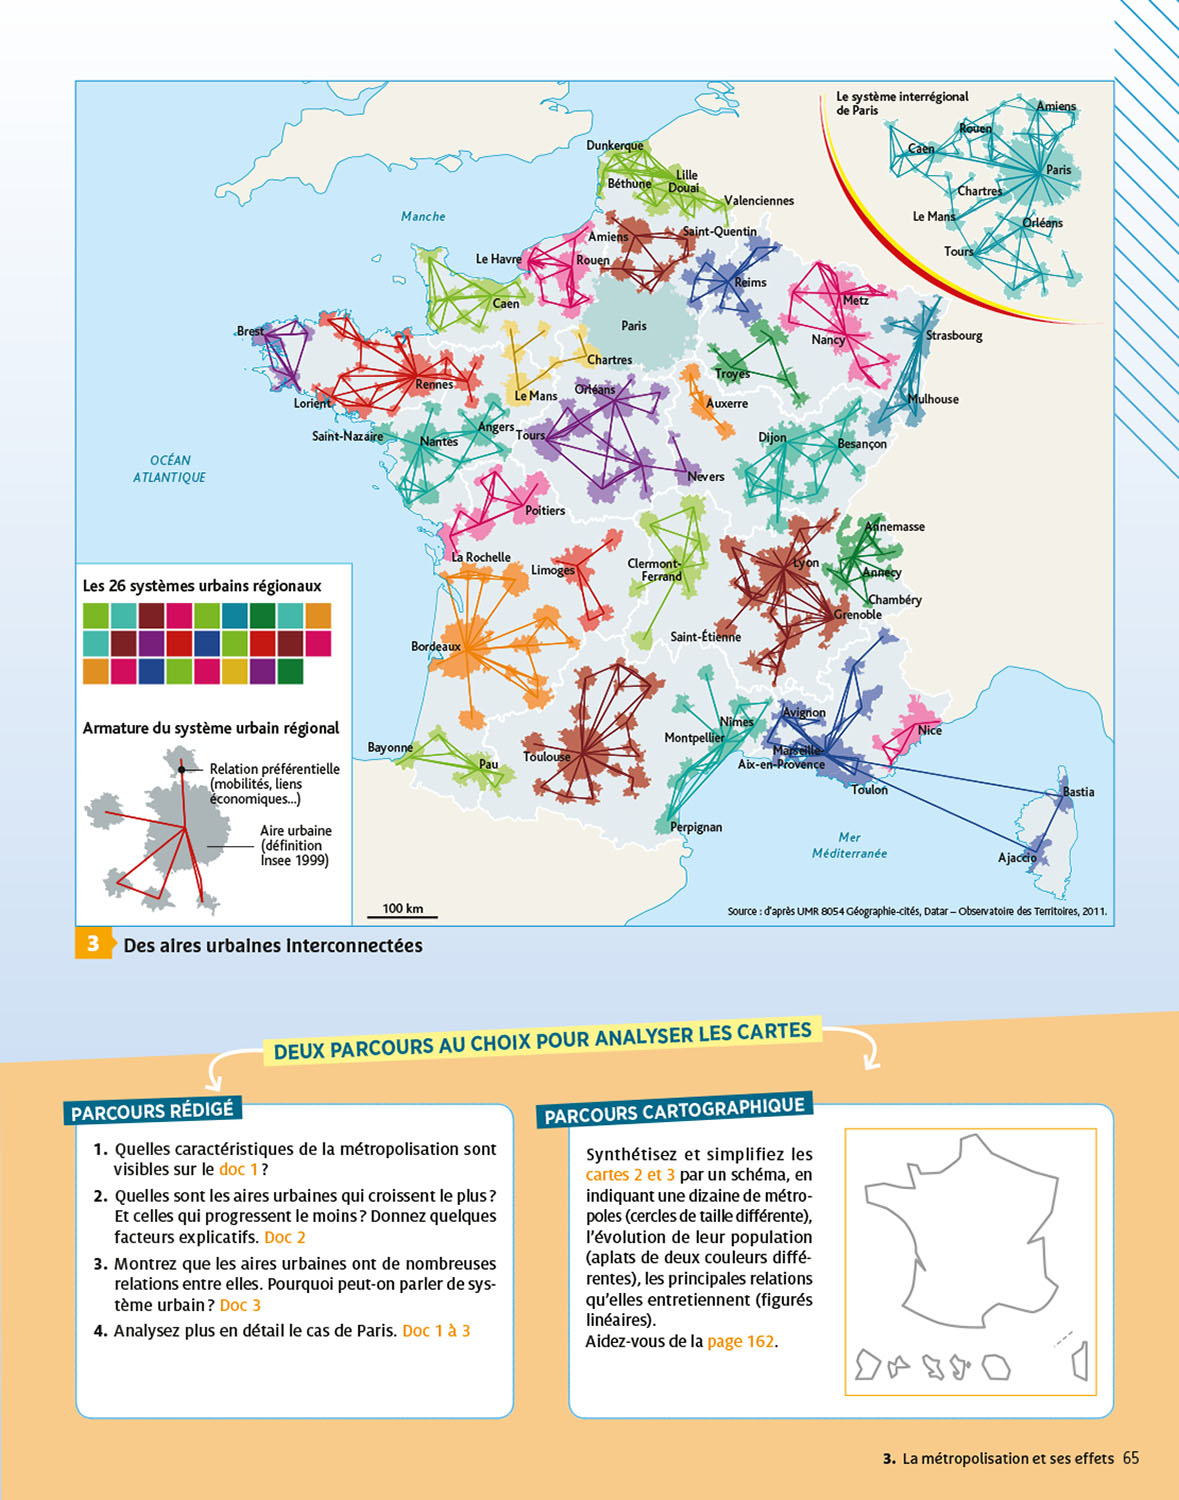 Le système interrégional
de Paris
Amiens
Rouen
Caen
Paris
Chartres
Le Mans
Orléans
Tours
Dunkerque
Lille
Béthune
Douai
Valenciennes
Manche
Amiens
Saint-Quentin
Le Havre
Rouen
Reims
Caen
Metz
Paris
Brest
Nancy
Strasbourg
Chartres
Troyes
Rennes
Orléans
Le Mans
Auxerre
Mulhouse
Lorient
Saint-Nazaire
Angers
Tours
Nantes
Dijon
Besançon
OCÉAN
ATLANTIQUE
Nevers
Poitiers
Annemasse
La Rochelle
Limoges
Clermont-
Ferrand
Lyon
Annecy
Chambéry
Grenoble
Saint-Étienne
Bordeaux
Avignon
Nîmes
Nice
Montpellier
Bayonne
Toulouse
Pau
Marseille-
Aix-en-Provence
Toulon
Bastia
Perpignan
Mer
Méditerranée
Ajaccio
Les 26 systèmes urbains régionaux
Armature du système urbain régional
Relation préférentielle
(mobilités, liens
économiques...)
Aire urbaine
(définition
Insee 1999)
100 km
Source : d'après UMR 8054 Géographie-cités, Datar – Observatoire des Territoires, 2011.
3 Des aires urbaines interconnectées
DEUX PARCOURS AU CHOIX POUR ANALYSER LES CARTES
PARCOURS RÉDIGÉ
1. Quelles caractéristiques de la métropolisation sont
visibles sur le doc 1 ?
2. Quelles sont les aires urbaines qui croissent le plus ?
Et celles qui progressent le moins ? Donnez quelques
facteurs explicatifs. Doc 2
3. Montrez que les aires urbaines ont de nombreuses
relations entre elles. Pourquoi peut-on parler de sys-
tème urbain ? Doc 3
4. Analysez plus en détail le cas de Paris. Doc 1 à 3
PARCOURS CARTOGRAPHIQUE
Synthétisez et simplifiez les
cartes 2 et 3 par un schéma, en
indiquant une dizaine de métro-
poles (cercles de taille différente),
l'évolution de leur population
(aplats de deux couleurs diffé-
rentes), les principales relations
qu'elles entretiennent (figurés
linéaires).
Aidez-vous de la page 162.
3. La métropolisation et ses effets 65